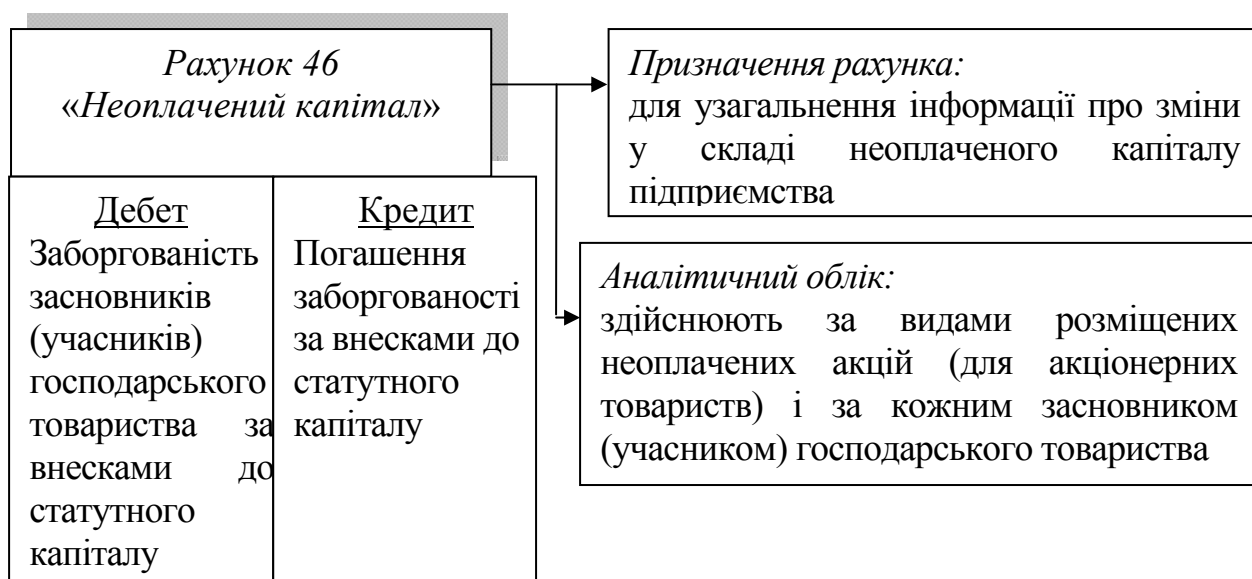 Рахунок 46
«Неоплачений капітал»
Дебет
Заборгованість
засновників
(учасників)
господарського
товариства за
внесками до
статутного
капіталу
Кредит
Погашення
заборгованості
за внесками до
статутного
капіталу
Призначення рахунка:
для узагальнення інформації про зміни
у складі неоплаченого капіталу
підприємства
Аналітичний облік:
здійснюють за видами розміщених
неоплачених акцій (для акціонерних
товариств) і за кожним засновником
(учасником) господарського товариства